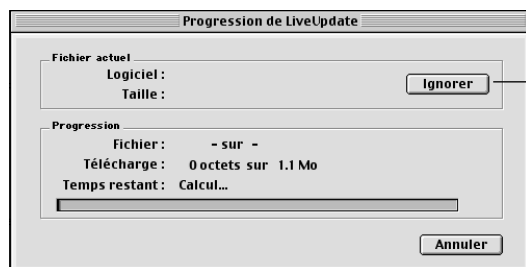 Progression de LiveUpdate
Fichier actuel
Logiciel :
Taille :
Ignorer
Progression
Fichier : - sur -
Télécharge : 0 octets sur 1.1 Mo
Temps restant : Calcul...
Annuler